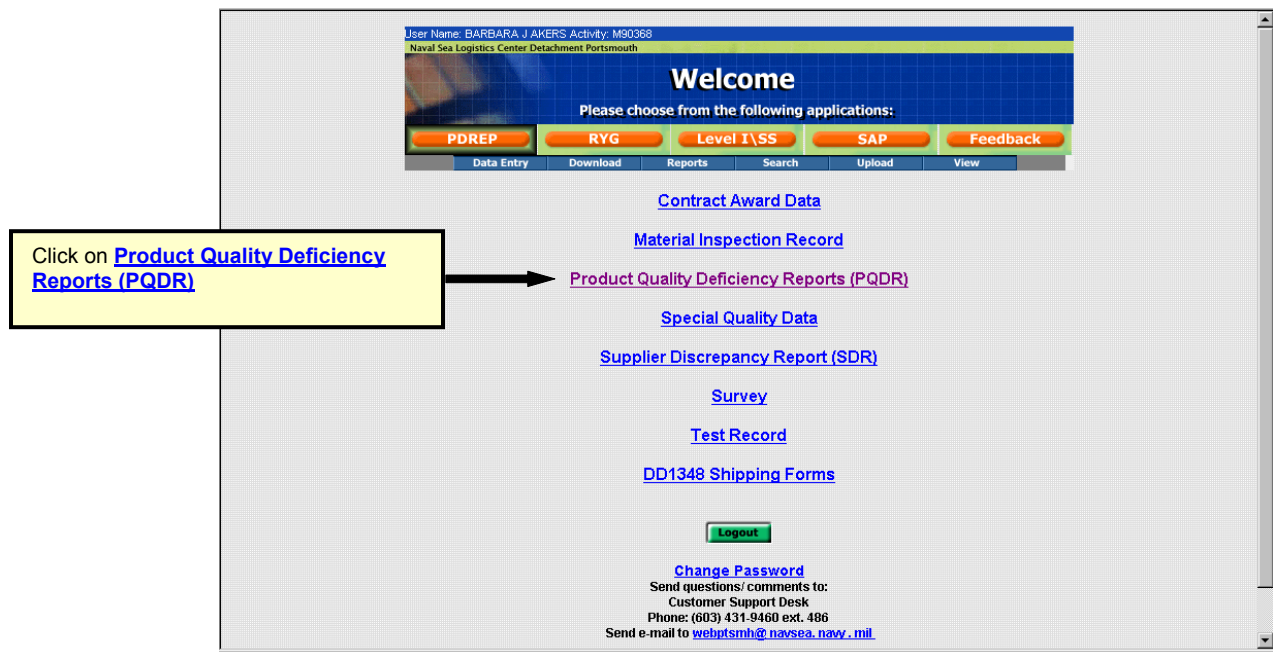 User Name: BARBARA J AKERS Activity: M90368
Naval Sea Logistics Center Detachment Portsmouth
Welcome
Please choose from the following applications:
PDREP RYG Level I\SS SAP Feedback
Data Entry Download Reports Search Upload View
Contract Award Data
Material Inspection Record
Click on Product Quality Deficiency
Reports (PQDR)
Product Quality Deficiency Reports (PQDR)
Special Quality Data
Supplier Discrepancy Report (SDR)
Survey
Test Record
DD1348 Shipping Forms
Logout
Change Password
Send questions/ comments to:
Customer Support Desk
Phone: (603) 431-9460 ext. 486
Send e-mail to webptsmh@ navsea. navy . mil